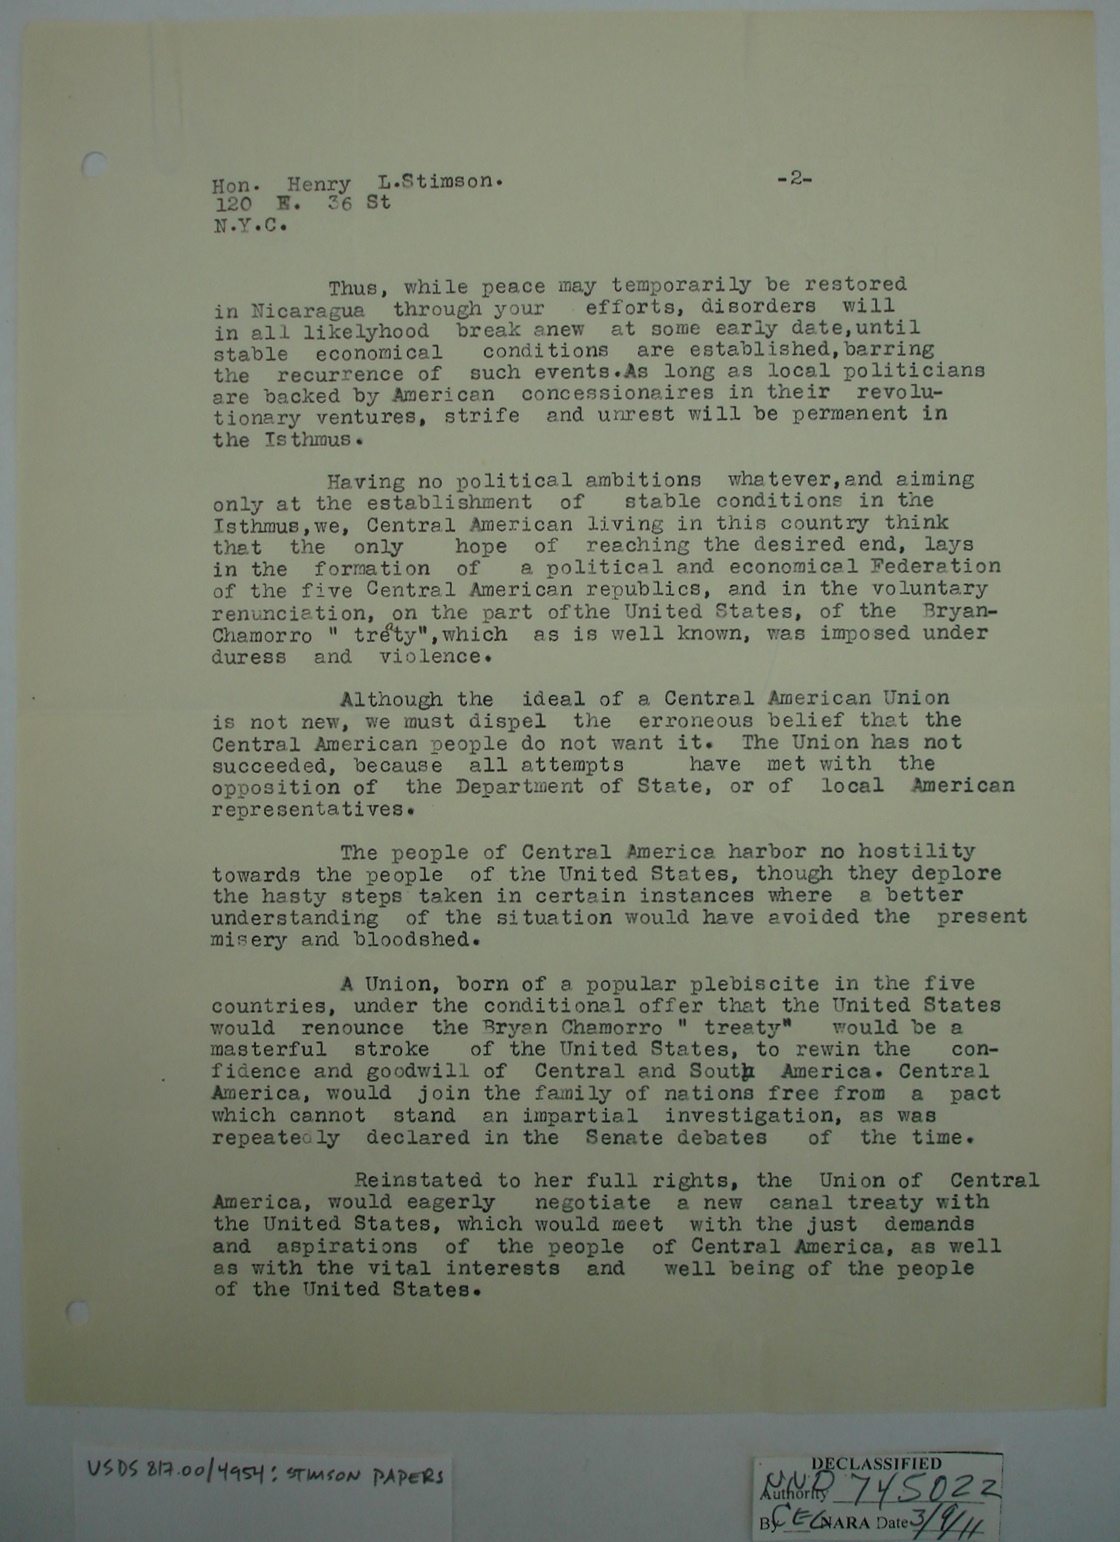 Hon. Henry L.Stimson. -2-
120 E. 36 St
N.Y.C.
Thus, while peace may temporarily be restored
in Nicaragua through your efforts, disorders will
in all likelyhood break anew at some early date,until
stable economical conditions are established,barring
the recurrence of such events.As long as local politicians
are backed by American concessionaires in their revolu-
tionary ventures, strife and unrest will be permanent in
the Isthmus.
Having no political ambitions whatever,and aiming
only at the establishment of stable conditions in the
Isthmus,we, Central American living in this country think
that the only hope of reaching the desired end, lays
in the formation of a political and economical Federation
of the five Central American republics, and in the voluntary
renunciation, on the part ofthe United States, of the Bryan-
Chamorro " treaty",which as is well known, was imposed under
duress and violence.
Although the ideal of a Central American Union
is not new, we must dispel the erroneous belief that the
Central American people do not want it. The Union has not
succeeded, because all attempts have met with the
opposition of the Department of State, or of local American
representatives.
The people of Central America harbor no hostility
towards the people of the United States, though they deplore
the hasty steps taken in certain instances where a better
understanding of the situation would have avoided the present
misery and bloodshed.
A Union, born of a popular plebiscite in the five
countries, under the conditional offer that the United States
would renounce the Bryan Chamorro " treaty" would be a
masterful stroke of the United States, to rewin the con-
fidence and goodwill of Central and South America. Central
America, would join the family of nations free from a pact
which cannot stand an impartial investigation, as was
repeatedly declared in the Senate debates of the time.
Reinstated to her full rights, the Union of Central
America, would eagerly negotiate a new canal treaty with
the United States, which would meet with the just demands
and aspirations of the people of Central America, as well
as with the vital interests and well being of the people
of the United States.
USDS 817.00/4954: STIMSON PAPERS
DECLASSIFIED
Authority NND 745022
By CEG NARA Date 3/9/11